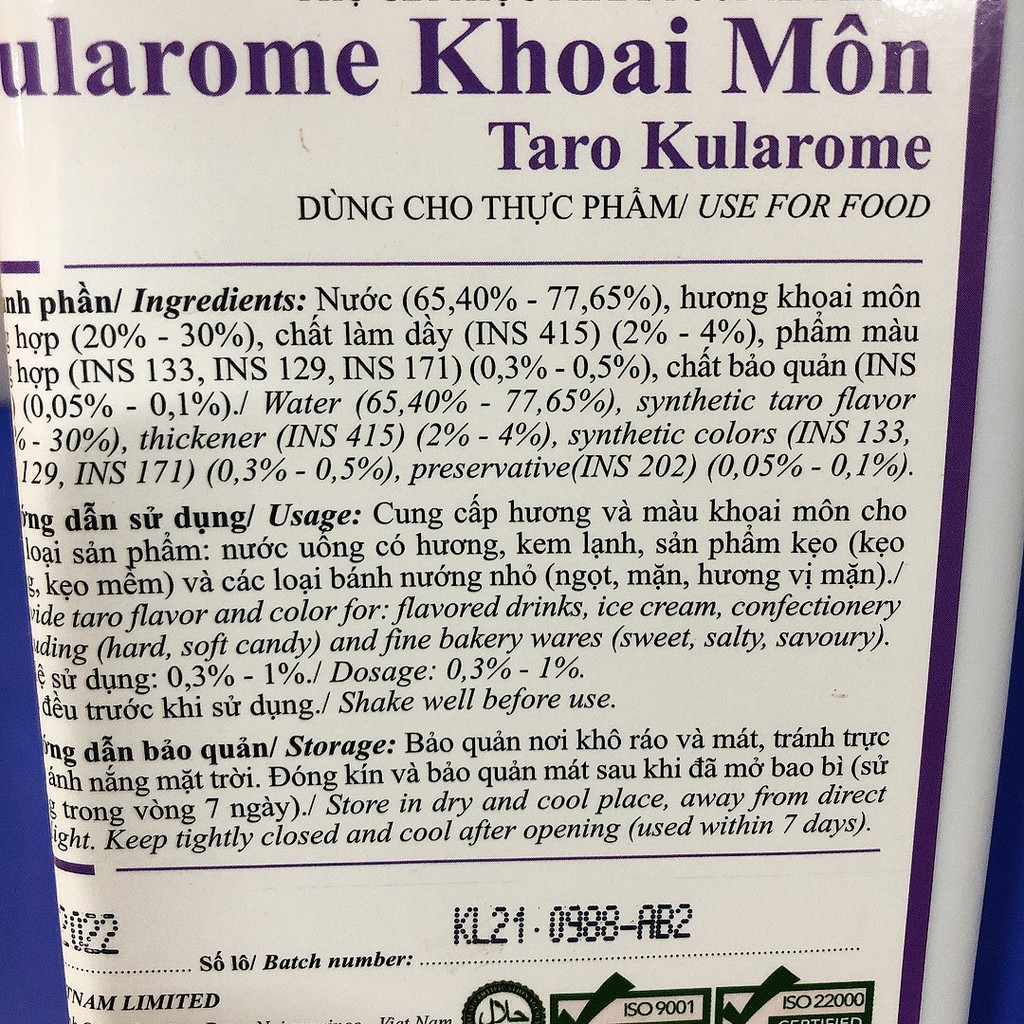 Kularome Khoai Môn
Taro Kularome
DÙNG CHO THỰC PHẨM/ USE FOR FOOD
phần/ Ingredients: Nước (65,40% - 77,65%), hương khoai môn
hợp (20% - 30%), chất làm dầy (INS 415) (2% - 4%), phẩm màu
hợp (INS 133, INS 129, INS 171) (0,3% - 0,5%), chất bảo quản (INS
(0,05% - 0,1%)./ Water (65,40% - 77,65%), synthetic taro flavor
- 30%), thickener (INS 415) (2% - 4%), synthetic colors (INS 133,
129, INS 171) (0,3% - 0,5%), preservative(INS 202) (0,05% - 0,1%).
dẫn sử dụng/ Usage: Cung cấp hương và màu khoai môn cho
loại sản phẩm: nước uống có hương, kem lạnh, sản phẩm kẹo (kẹo
kẹo mềm) và các loại bánh nướng nhỏ (ngọt, mặn, hương vị mặn)./
taro flavor and color for: flavored drinks, ice cream, confectionery
(hard, soft candy) and fine bakery wares (sweet, salty, savoury).
sử dụng: 0,3% - 1%./ Dosage: 0,3% - 1%.
đều trước khi sử dụng./ Shake well before use.
dẫn bảo quản/ Storage: Bảo quản nơi khô ráo và mát, tránh trực
ánh nắng mặt trời. Đóng kín và bảo quản mát sau khi đã mở bao bì (sử
trong vòng 7 ngày)./ Store in dry and cool place, away from direct
Keep tightly closed and cool after opening (used within 7 days).
2022 KL21·0988-AB2
Số lô/ Batch number:
LIMITED
Viet Nam
حلال
ISO 9001 ISO 22000
CERTIFIED